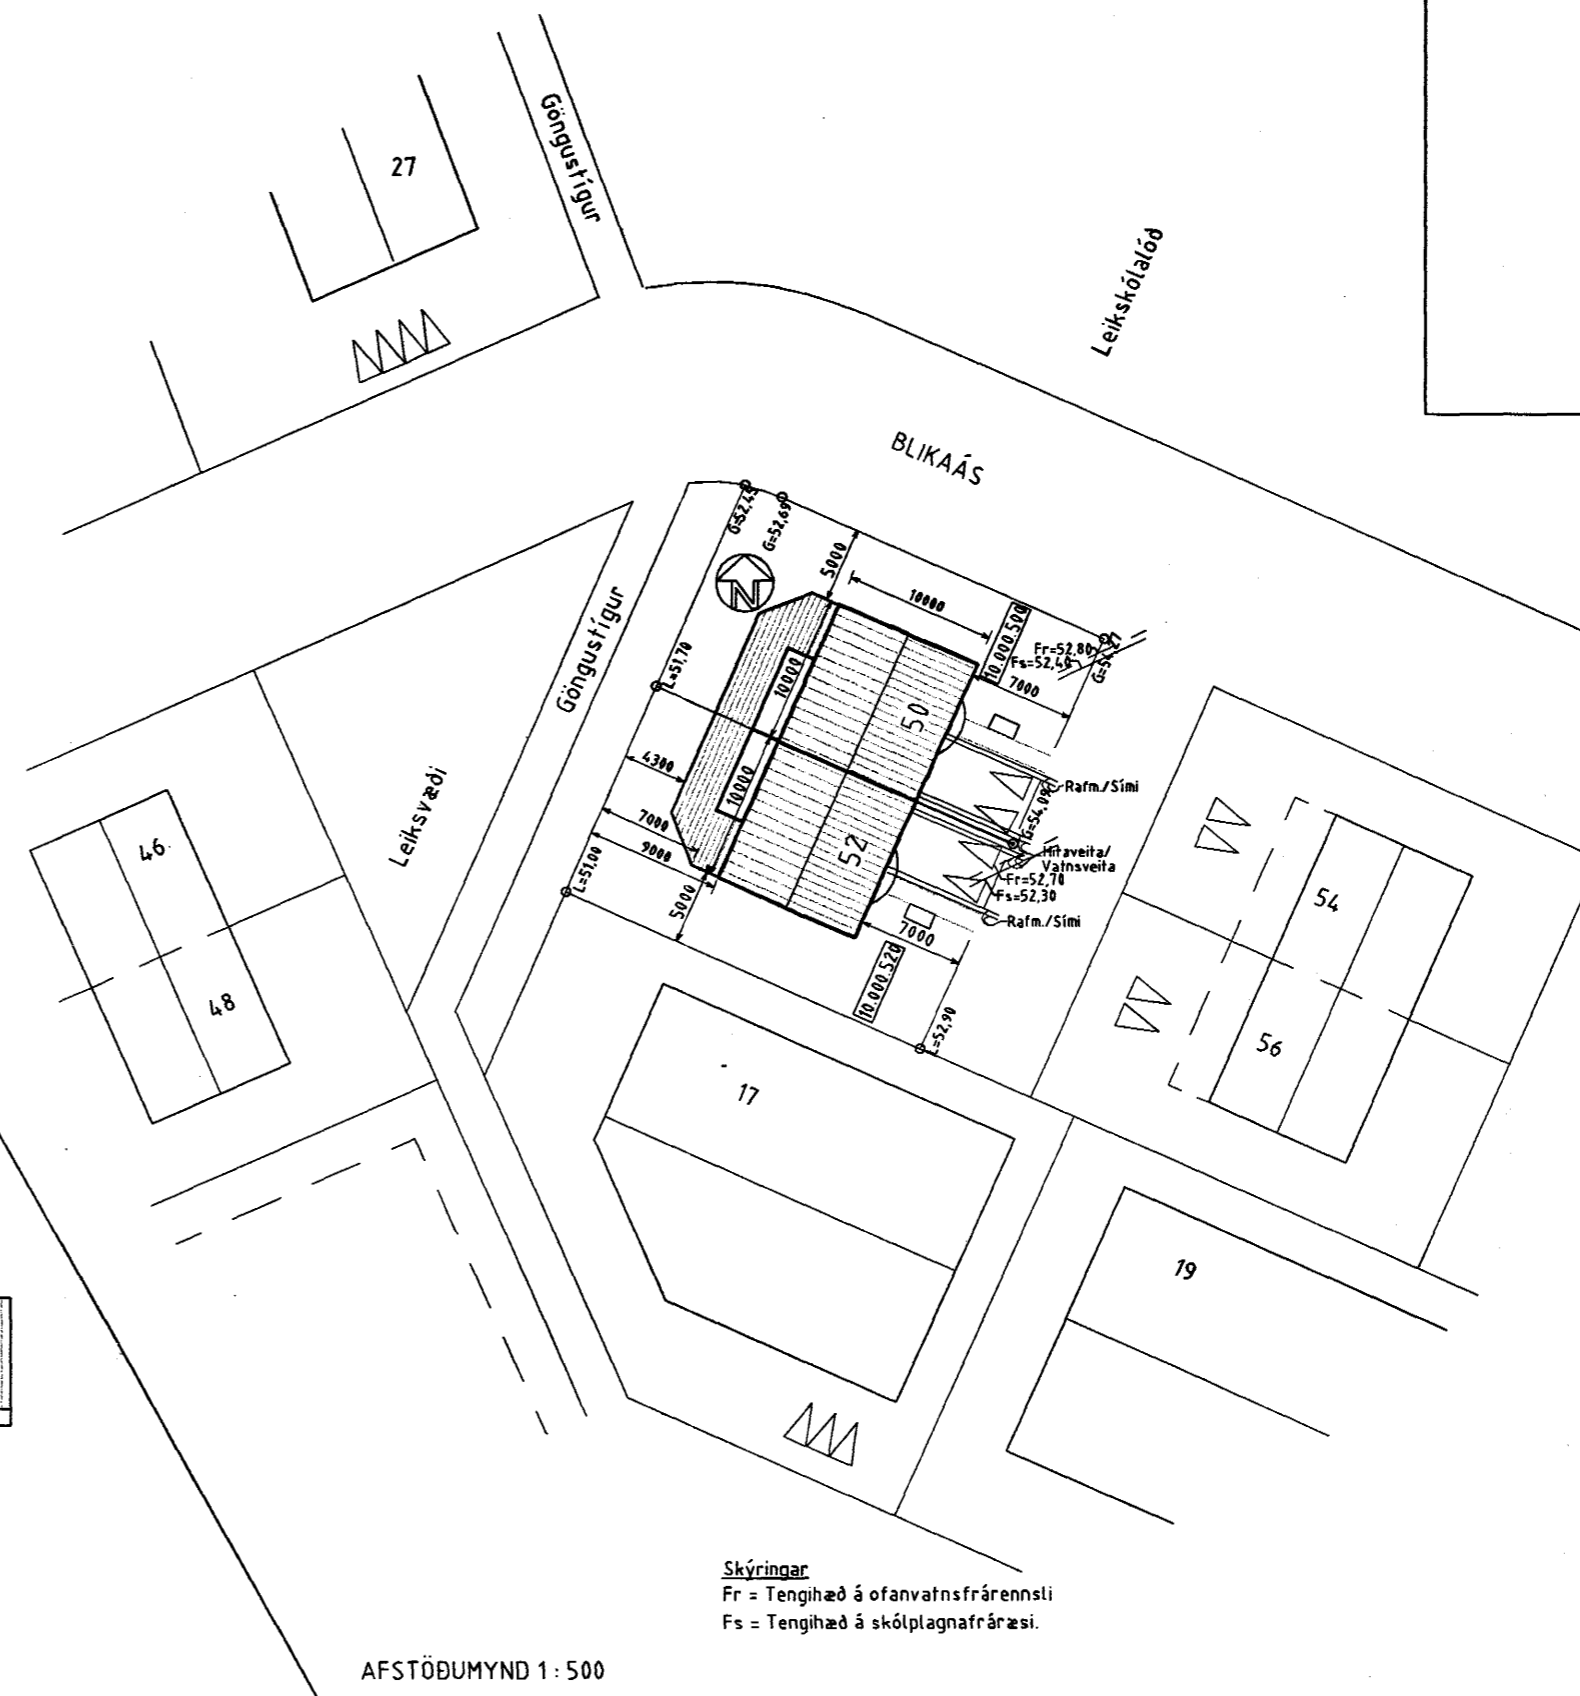 Göngustígur
27
Leikskólalóð
BLIKAÁS
G=52,45
G=52,69
5000
10000
10.000.500
Fr=52,80
Fs=52,40
7000
N
Göngustígur
L=51,70
10000
50
4300
10000
Rafm./Sími
G=54,09
Leiksvæði
46
48
7000
9000
52
Hitaveita/
Vatnsveita
Fr=52,70
Fs=52,30
Rafm./Sími
L=51,00
5000
7000
10.000.520
L=52,90
54
56
17
19
Skýringar
Fr = Tengihæð á ofanvatnsfrárennsli
Fs = Tengihæð á skólplagnafráræsi.
AFSTÖÐUMYND 1 : 500